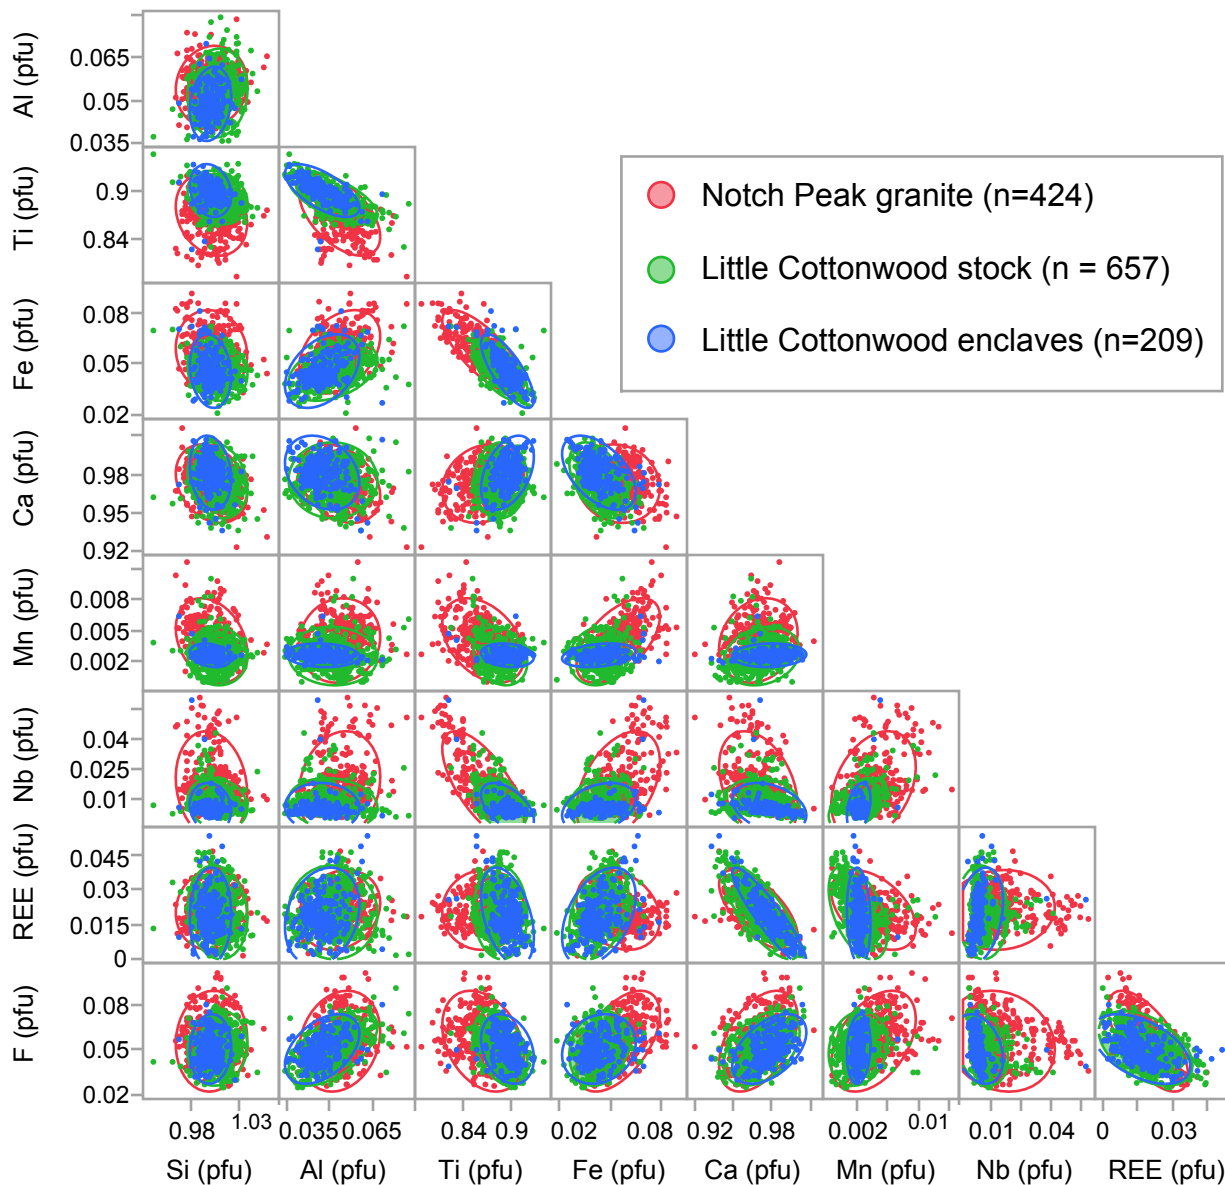 Al (pfu)
0.065
0.05
0.035
Ti (pfu)
0.9
0.84
Notch Peak granite (n=424)
Little Cottonwood stock (n = 657)
Little Cottonwood enclaves (n=209)
Fe (pfu)
0.08
0.05
0.02
Ca (pfu)
0.98
0.95
0.92
Mn (pfu)
0.008
0.005
0.002
Nb (pfu)
0.04
0.025
0.01
REE (pfu)
0.045
0.03
0.015
0
F (pfu)
0.08
0.05
0.02
0.98 1.03 0.035 0.065 0.84 0.9 0.02 0.08 0.92 0.98 0.002 0.01 0.01 0.04 0 0.03
Si (pfu) Al (pfu) Ti (pfu) Fe (pfu) Ca (pfu) Mn (pfu) Nb (pfu) REE (pfu)